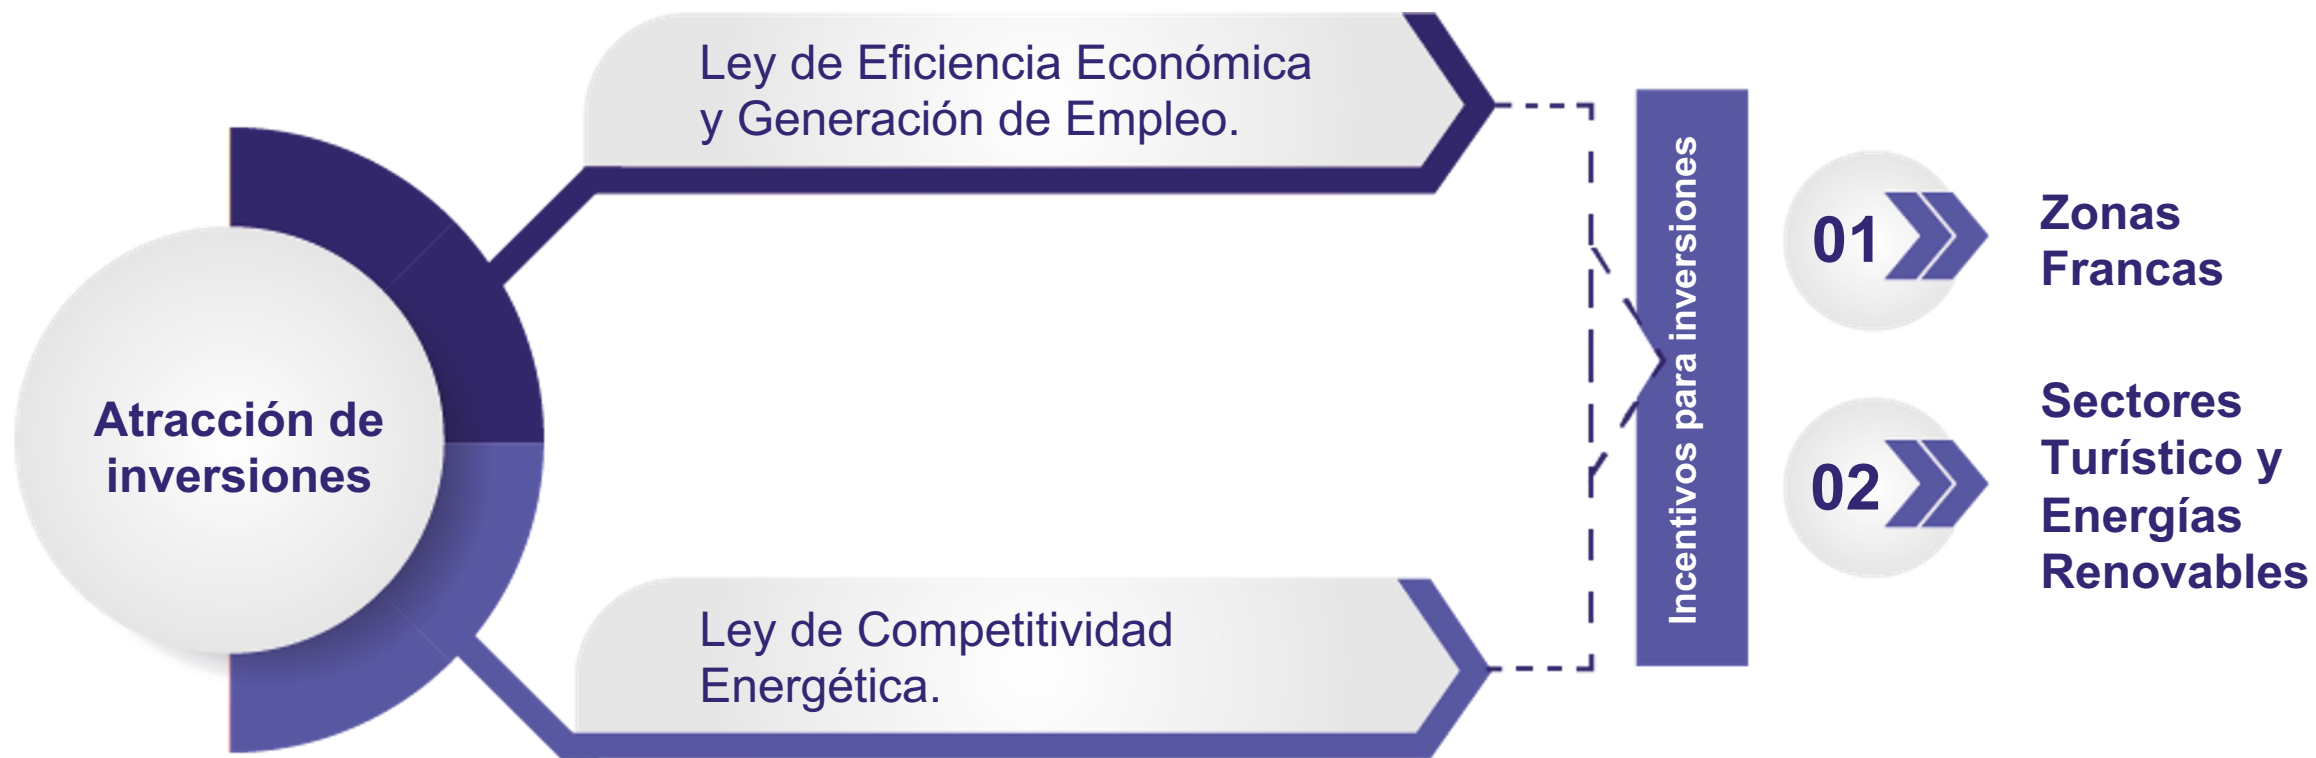 Atracción de
inversiones
Ley de Eficiencia Económica
y Generación de Empleo.
Ley de Competitividad
Energética.
Incentivos para inversiones
01
Zonas
Francas
02
Sectores
Turístico y
Energías
Renovables